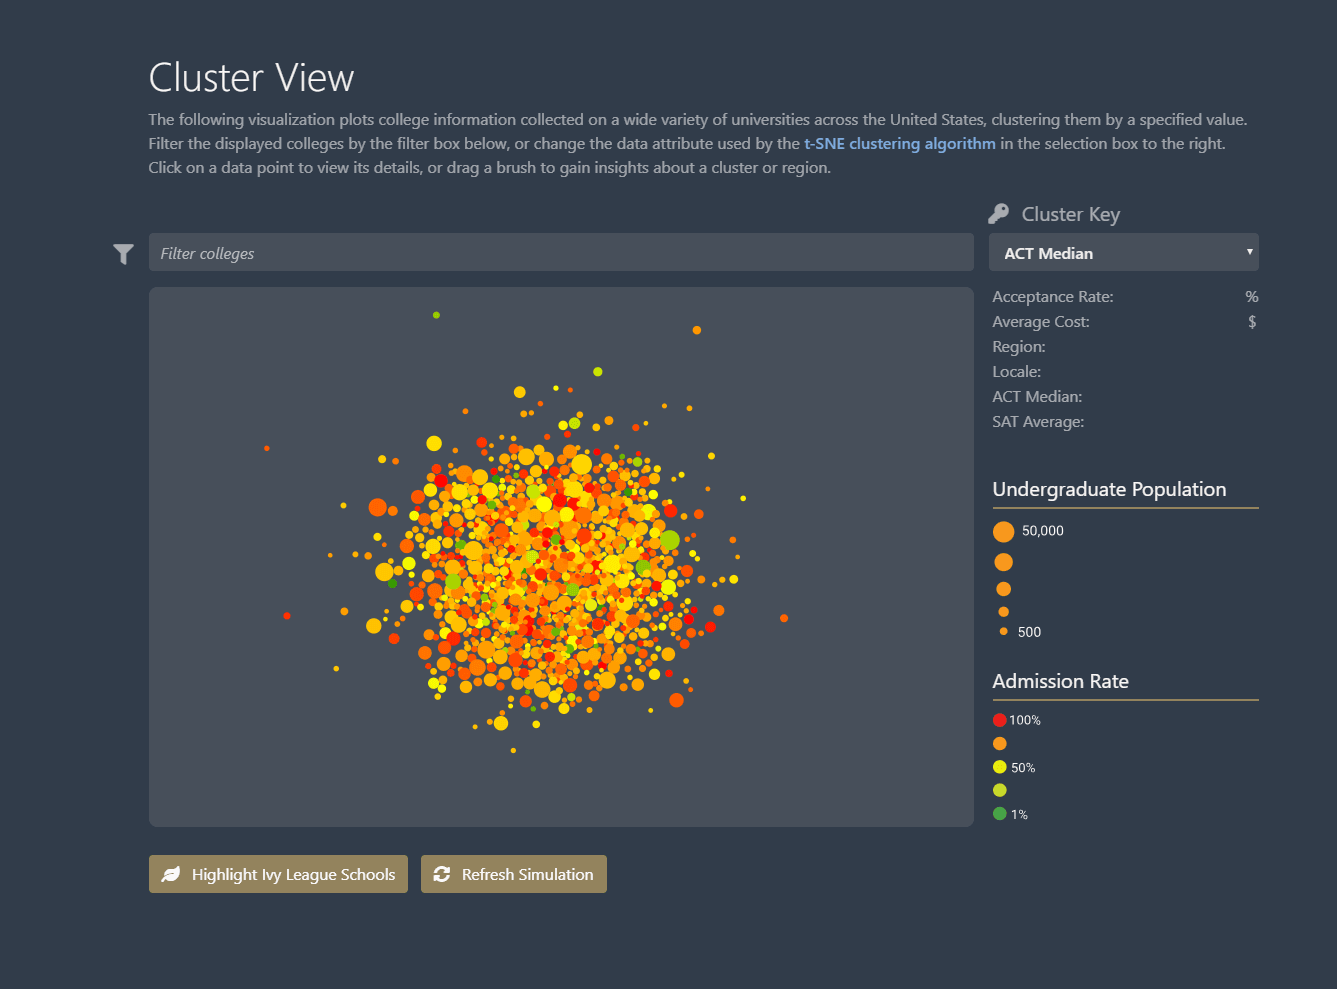 Cluster View
The following visualization plots college information collected on a wide variety of universities across the United States, clustering them by a specified value.
Filter the displayed colleges by the filter box below, or change the data attribute used by the t-SNE clustering algorithm in the selection box to the right.
Click on a data point to view its details, or drag a brush to gain insights about a cluster or region.
Cluster Key
Filter colleges
ACT Median
Acceptance Rate: %
Average Cost: $
Region:
Locale:
ACT Median:
SAT Average:
Undergraduate Population
50,000
500
Admission Rate
100%
50%
1%
Highlight Ivy League Schools
Refresh Simulation